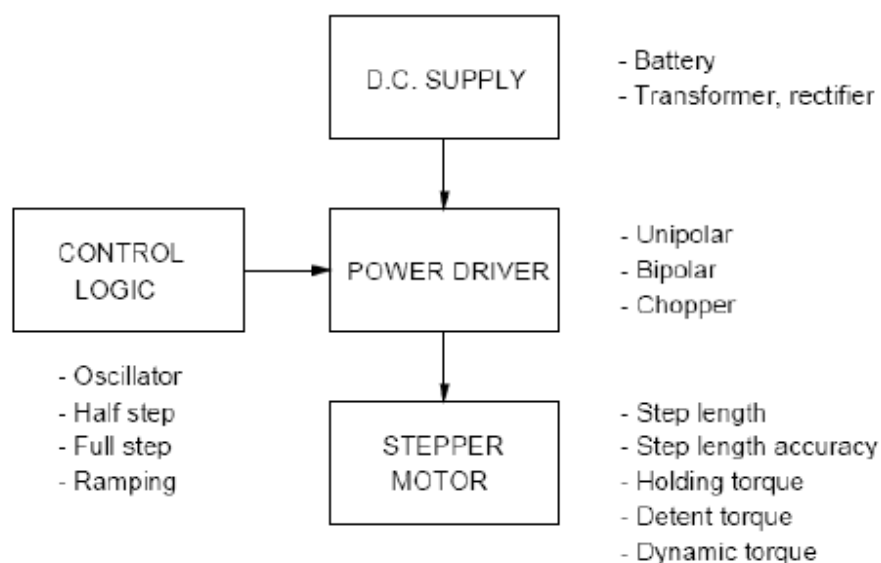 D.C. SUPPLY
- Battery
- Transformer, rectifier
CONTROL
LOGIC
POWER DRIVER
- Unipolar
- Bipolar
- Chopper
- Oscillator
- Half step
- Full step
- Ramping
STEPPER
MOTOR
- Step length
- Step length accuracy
- Holding torque
- Detent torque
- Dynamic torque